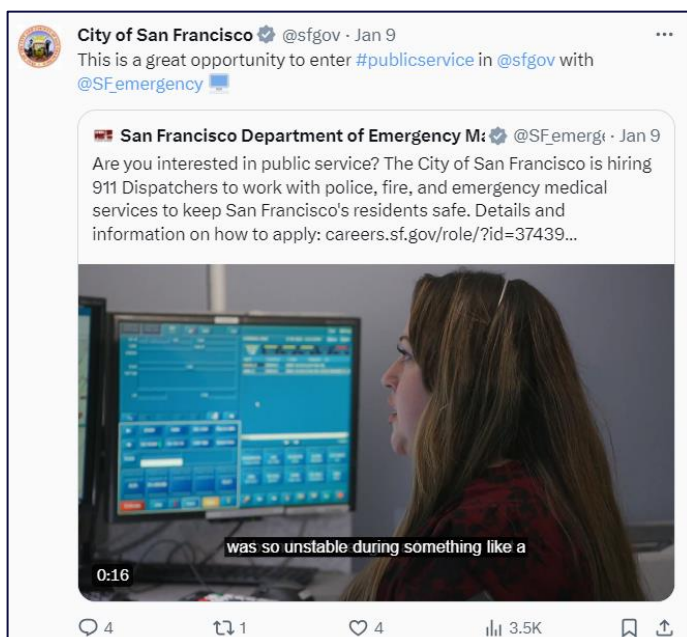 City of San Francisco @sfgov · Jan 9
This is a great opportunity to enter #publicservice in @sfgov with
@SF_emergency
San Francisco Department of Emergency Ma @SF_emerge · Jan 9
Are you interested in public service? The City of San Francisco is hiring
911 Dispatchers to work with police, fire, and emergency medical
services to keep San Francisco's residents safe. Details and
information on how to apply: careers.sf.gov/role/?id=37439...
was so unstable during something like a
0:16
4 1 4 3.5K